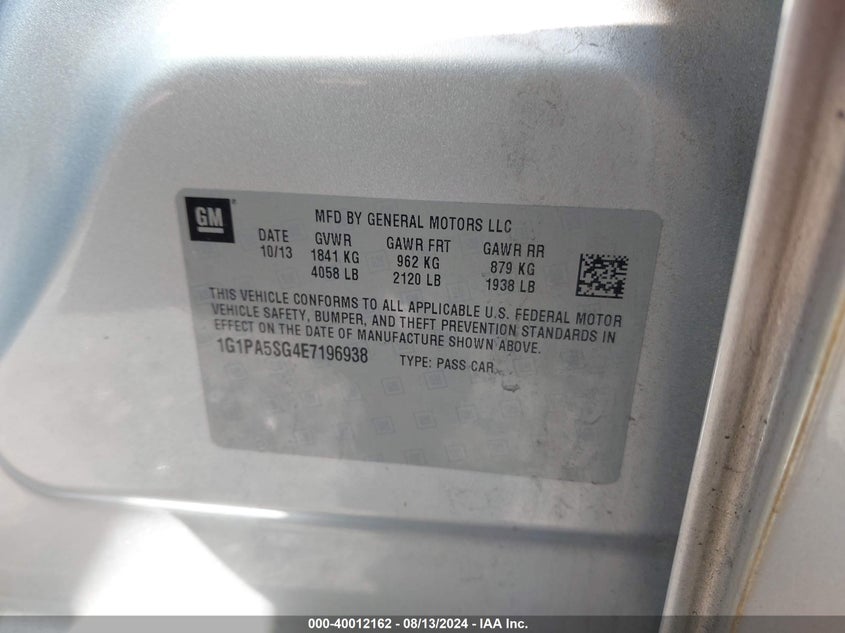 GM
MFD BY GENERAL MOTORS LLC
DATE GVWR GAWR FRT GAWR RR
10/13 1841 KG 962 KG 879 KG
4058 LB 2120 LB 1938 LB
THIS VEHICLE CONFORMS TO ALL APPLICABLE U.S. FEDERAL MOTOR
VEHICLE SAFETY, BUMPER, AND THEFT PREVENTION STANDARDS IN
EFFECT ON THE DATE OF MANUFACTURE SHOWN ABOVE.
1G1PA5SG4E7196938 TYPE: PASS CAR
000-40012162 - 08/13/2024 - IAA Inc.